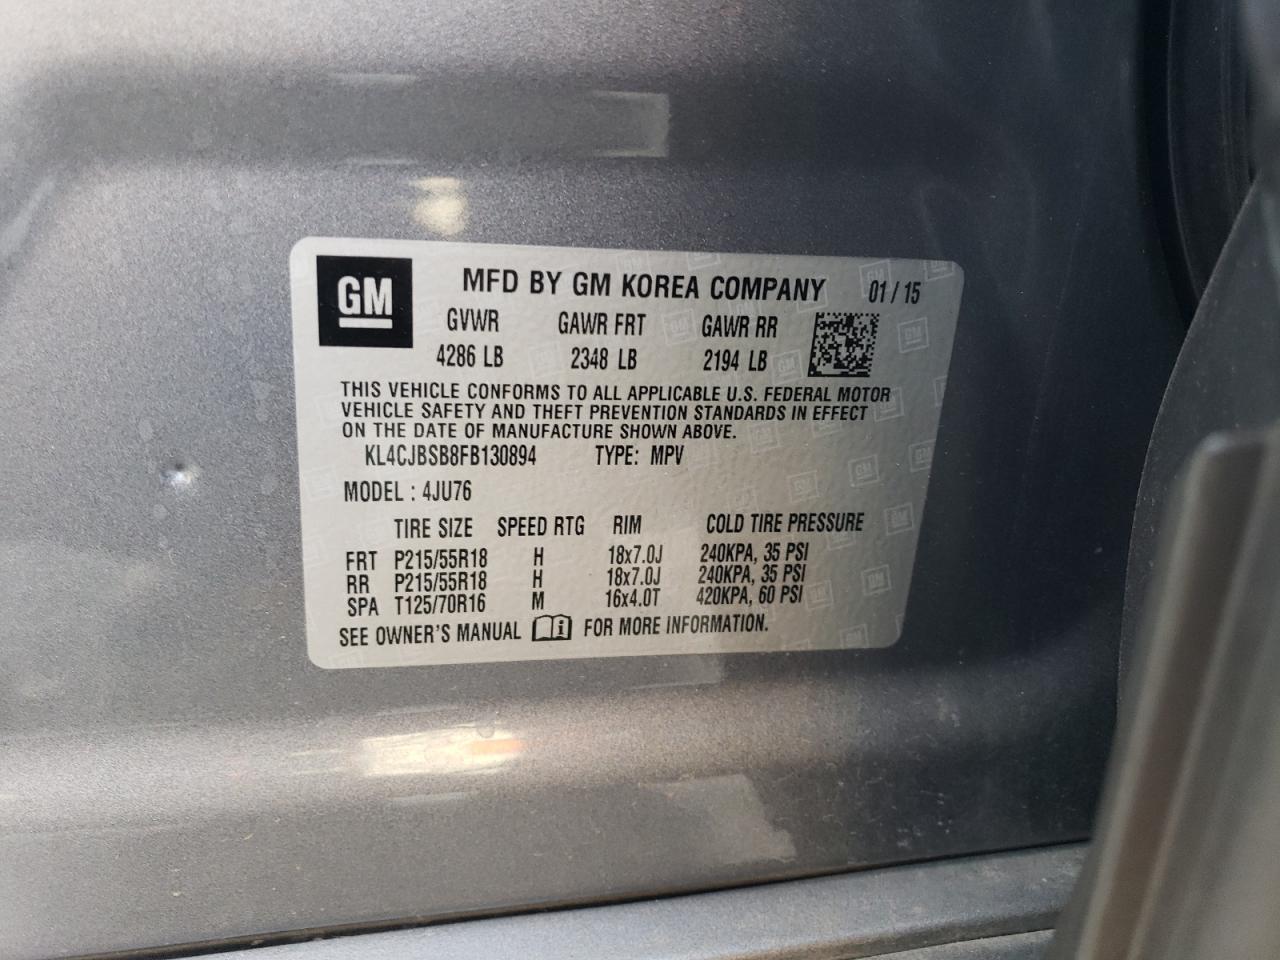 GM
MFD BY GM KOREA COMPANY 01 / 15
GVWR GAWR FRT GAWR RR
4286 LB 2348 LB 2194 LB
THIS VEHICLE CONFORMS TO ALL APPLICABLE U.S. FEDERAL MOTOR
VEHICLE SAFETY AND THEFT PREVENTION STANDARDS IN EFFECT
ON THE DATE OF MANUFACTURE SHOWN ABOVE.
KL4CJBSB8FB130894 TYPE: MPV
MODEL : 4JU76
TIRE SIZE SPEED RTG RIM COLD TIRE PRESSURE
FRT P215/55R18 H 18x7.0J 240KPA, 35 PSI
RR P215/55R18 H 18x7.0J 240KPA, 35 PSI
SPA T125/70R16 M 16x4.0T 420KPA, 60 PSI
SEE OWNER'S MANUAL FOR MORE INFORMATION.